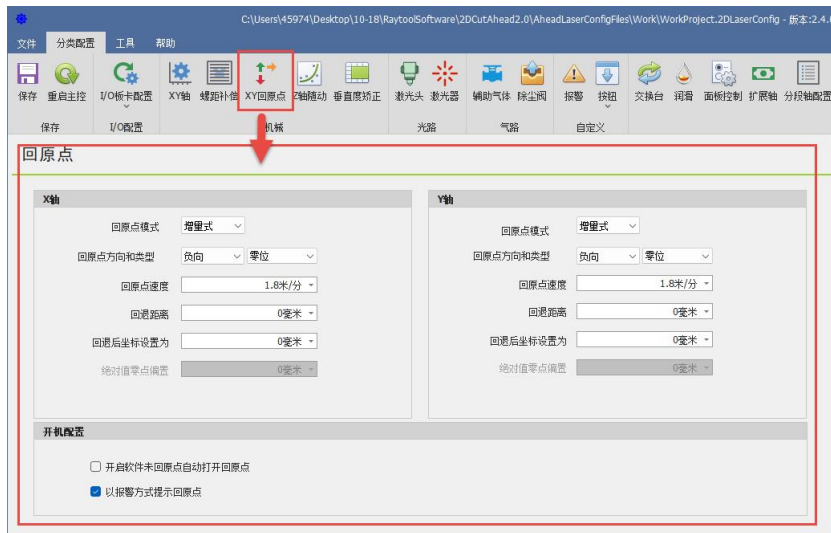 C:\Users\45974\Desktop\10-18\RaytoolSoftware\2DCutAhead2.0\AheadLaserConfigFiles\Work\WorkProject.2DLaserConfig - 版本:2.4.0
文件 分类配置 工具 帮助
保存 重启主控 I/O板卡配置 XY轴 螺距补偿 XY回原点 Z轴随动 垂直度矫正 激光头 激光器 辅助气体 除尘阀 报警 按钮 交换台 润滑 面板控制 扩展轴 分段轴配置
保存 I/O配置 机械 光路 气路 自定义
回原点
X轴 Y轴
回原点模式 增量式 回原点模式 增量式
回原点方向和类型 负向 零位 回原点方向和类型 负向 零位
回原点速度 1.8米/分 回原点速度 1.8米/分
回退距离 0毫米 回退距离 0毫米
回退后坐标设置为 0毫米 回退后坐标设置为 0毫米
绝对值零点偏置 0毫米 绝对值零点偏置 0毫米
开机配置
开启软件未回原点自动打开回原点
以报警方式提示回原点